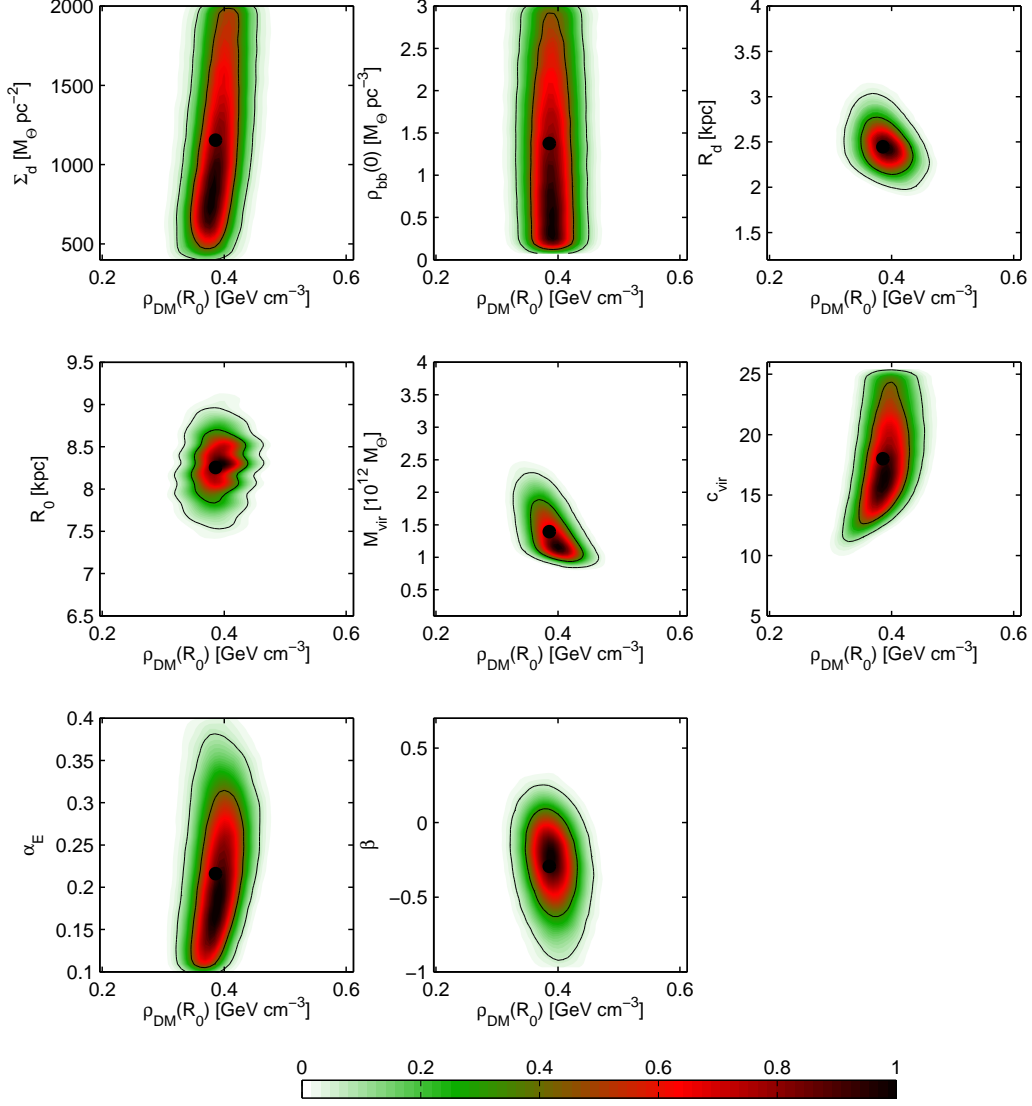 2000
1500
1000
500
Σ_d [M_Θ pc⁻²]
0.2 0.4 0.6
ρ_DM(R_0) [GeV cm⁻³]
3
2.5
2
1.5
1
0.5
0
ρ_bb(0) [M_Θ pc⁻³]
0.2 0.4 0.6
ρ_DM(R_0) [GeV cm⁻³]
4
3.5
3
2.5
2
1.5
R_d [kpc]
0.2 0.4 0.6
ρ_DM(R_0) [GeV cm⁻³]
9.5
9
8.5
8
7.5
7
6.5
R_0 [kpc]
0.2 0.4 0.6
ρ_DM(R_0) [GeV cm⁻³]
4
3.5
3
2.5
2
1.5
1
0.5
M_vir [10¹² M_Θ]
0.2 0.4 0.6
ρ_DM(R_0) [GeV cm⁻³]
25
20
15
10
5
c_vir
0.2 0.4 0.6
ρ_DM(R_0) [GeV cm⁻³]
0.4
0.35
0.3
0.25
0.2
0.15
0.1
α_E
0.2 0.4 0.6
ρ_DM(R_0) [GeV cm⁻³]
0.5
0
−0.5
−1
β
0.2 0.4 0.6
ρ_DM(R_0) [GeV cm⁻³]
0 0.2 0.4 0.6 0.8 1